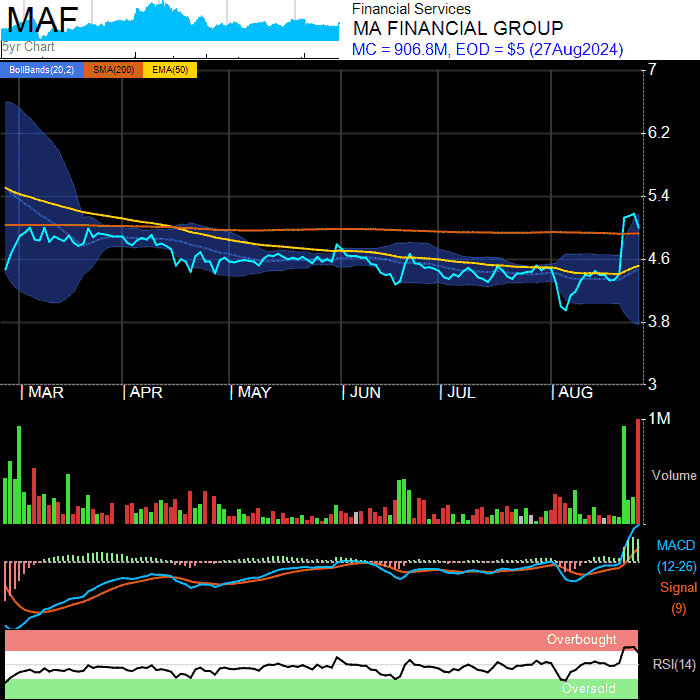 MAF
5yr Chart
Financial Services
MA FINANCIAL GROUP
MC = 906.8M, EOD = $5 (27Aug2024)
BollBands(20,2) SMA(200) EMA(50)
7
6.2
5.4
4.6
3.8
3
MAR APR MAY JUN JUL AUG
1M
Volume
MACD
(12-26)
Signal
(9)
Overbought
RSI(14)
Oversold